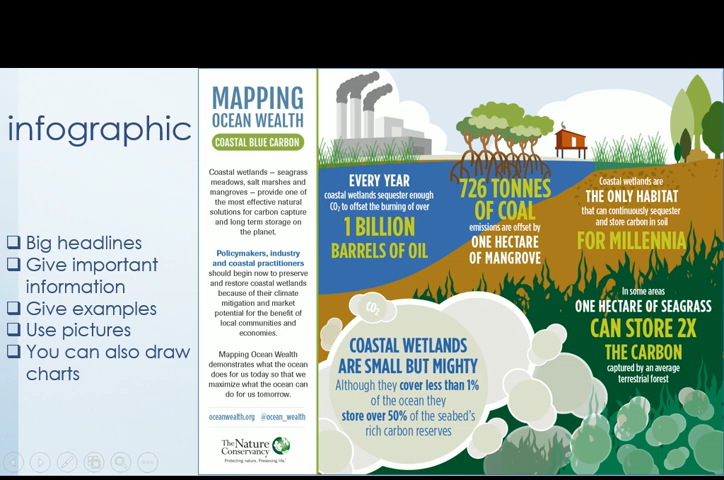 infographic
Big headlines
Give important
information
Give examples
Use pictures
You can also draw
charts
MAPPING
OCEAN WEALTH
COASTAL BLUE CARBON
Coastal wetlands — seagrass
meadows, salt marshes and
mangroves — provide one of
the most effective natural
solutions for carbon capture
and long term storage on
the planet.
Policymakers, industry
and coastal practitioners
should begin now to preserve
and restore coastal wetlands
because of their climate
mitigation and market
potential for the benefit of
local communities and
economies.
Mapping Ocean Wealth
demonstrates what the ocean
does for us today so that we
maximize what the ocean can
do for us tomorrow.
oceanwealth.org @ocean_wealth
The Nature
Conservancy
Protecting nature. Preserving life.
EVERY YEAR
coastal wetlands sequester enough
CO2 to offset the burning of over
1 BILLION
BARRELS OF OIL
726 TONNES
OF COAL
emissions are offset by
ONE HECTARE
OF MANGROVE
Coastal wetlands are
THE ONLY HABITAT
that can continuously sequester
and store carbon in soil
FOR MILLENNIA
In some areas
ONE HECTARE OF SEAGRASS
CAN STORE 2X
THE CARBON
captured by an average
terrestrial forest
CO2
COASTAL WETLANDS
ARE SMALL BUT MIGHTY
Although they cover less than 1%
of the ocean they
store over 50% of the seabed's
rich carbon reserves